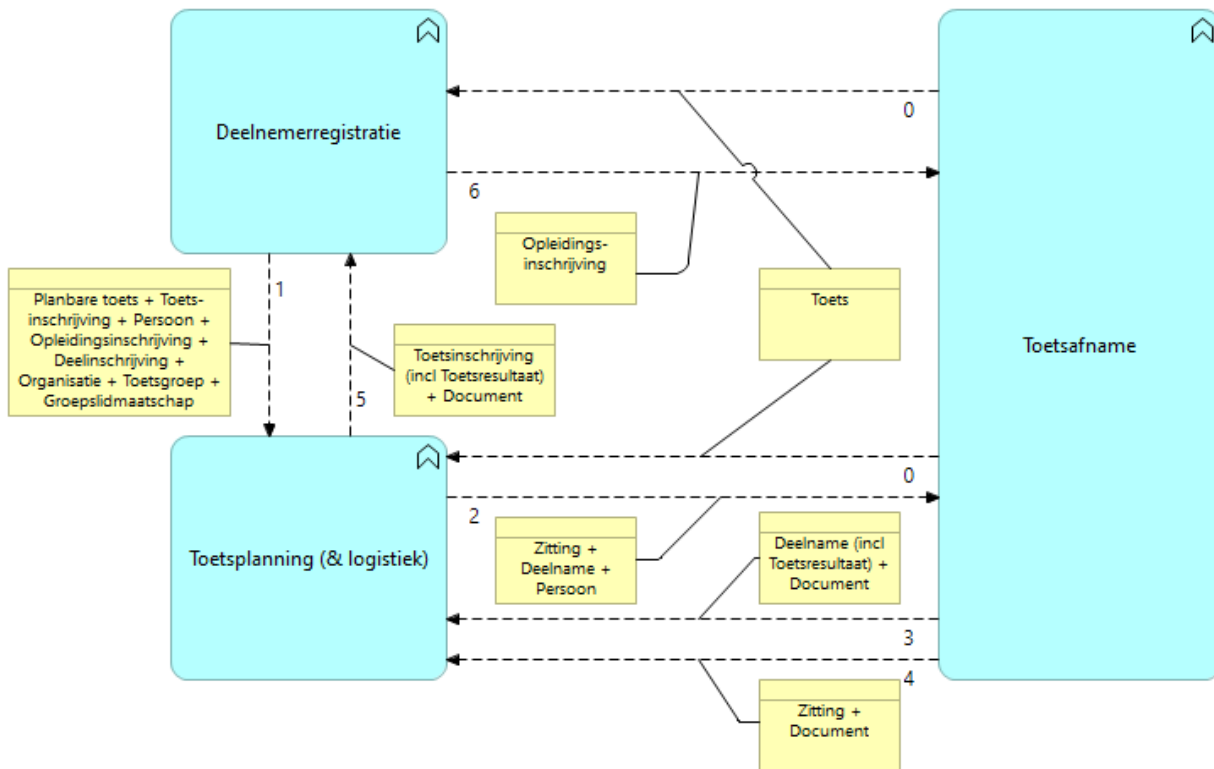 0
Deelnemerregistratie
6
Opleidings-
inschrijving
1
Planbare toets + Toets-
inschrijving + Persoon +
Opleidingsinschrijving +
Deelinschrijving +
Organisatie + Toetsgroep +
Groepslidmaatschap
Toets
Toetsafname
Toetsinschrijving
(incl Toetsresultaat)
+ Document
5
0
2
Toetsplanning (& logistiek)
Zitting +
Deelname +
Persoon
Deelname (incl
Toetsresultaat) +
Document
3
4
Zitting +
Document